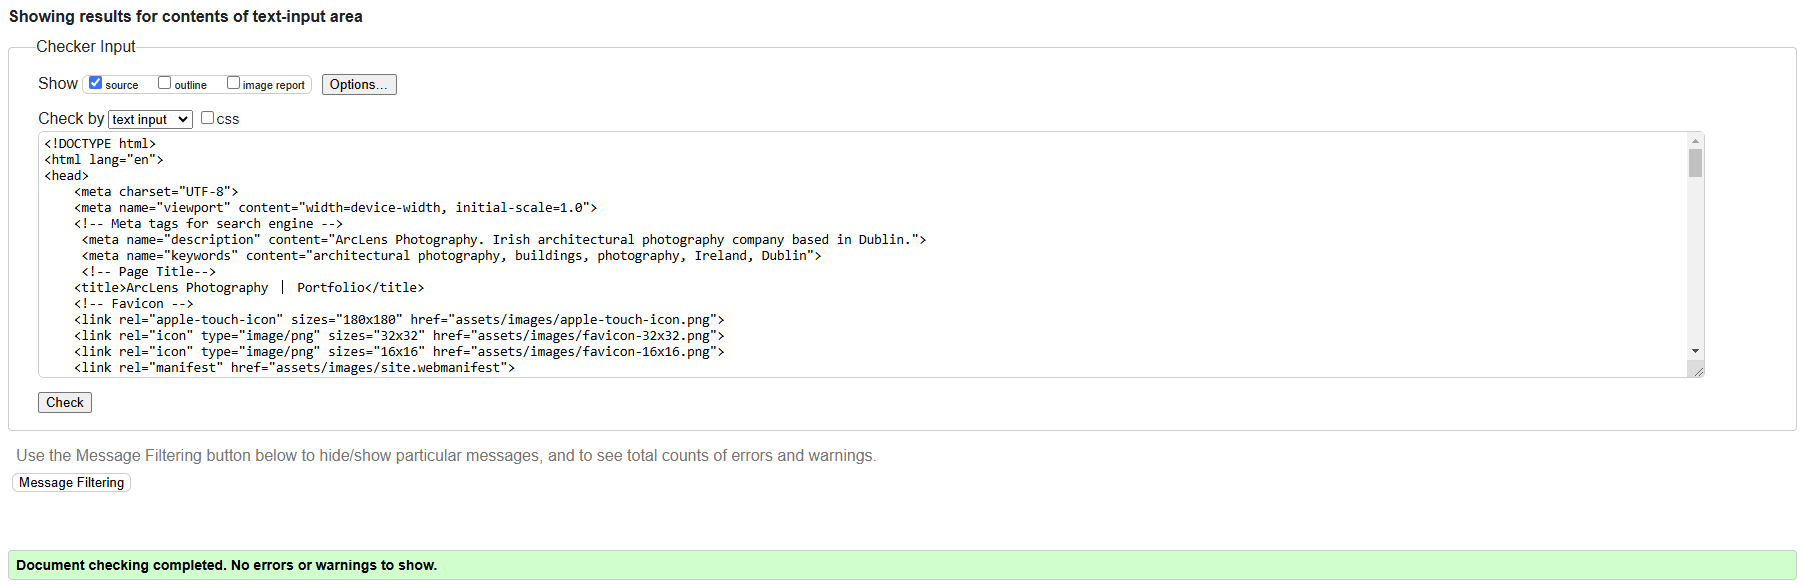 Showing results for contents of text-input area
Checker Input
Show source outline image report Options...
Check by text input css
<!DOCTYPE html>
<html lang="en">
<head>
    <meta charset="UTF-8">
    <meta name="viewport" content="width=device-width, initial-scale=1.0">
    <!-- Meta tags for search engine -->
     <meta name="description" content="ArcLens Photography. Irish architectural photography company based in Dublin.">
     <meta name="keywords" content="architectural photography, buildings, photography, Ireland, Dublin">
     <!-- Page Title-->
    <title>ArcLens Photography | Portfolio</title>
    <!-- Favicon -->
    <link rel="apple-touch-icon" sizes="180x180" href="assets/images/apple-touch-icon.png">
    <link rel="icon" type="image/png" sizes="32x32" href="assets/images/favicon-32x32.png">
    <link rel="icon" type="image/png" sizes="16x16" href="assets/images/favicon-16x16.png">
    <link rel="manifest" href="assets/images/site.webmanifest">
Check
Use the Message Filtering button below to hide/show particular messages, and to see total counts of errors and warnings.
Message Filtering
Document checking completed. No errors or warnings to show.